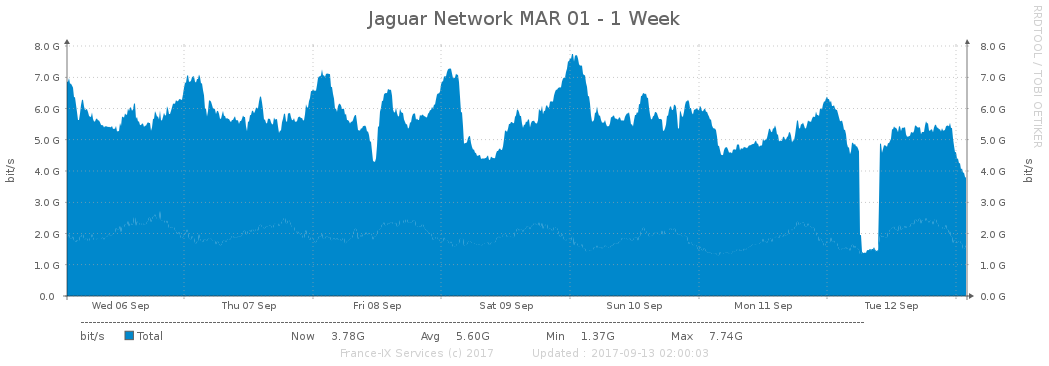 Jaguar Network MAR 01 - 1 Week
RRDTOOL / TOBI OETIKER
bit/s
8.0 G 8.0 G
7.0 G 7.0 G
6.0 G 6.0 G
5.0 G 5.0 G
4.0 G 4.0 G
3.0 G 3.0 G
2.0 G 2.0 G
1.0 G 1.0 G
0.0 0.0 G
bit/s
Wed 06 Sep Thu 07 Sep Fri 08 Sep Sat 09 Sep Sun 10 Sep Mon 11 Sep Tue 12 Sep
bit/s Total Now 3.78G Avg 5.60G Min 1.37G Max 7.74G
France-IX Services (c) 2017 Updated : 2017-09-13 02:00:03